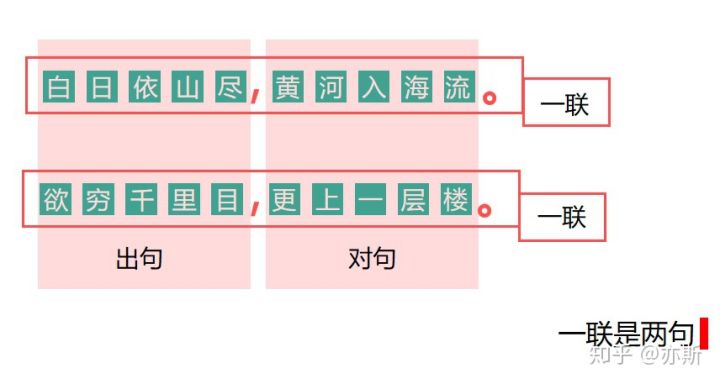 白日依山尽，黄河入海流。
一联
欲穷千里目，更上一层楼。
一联
出句 对句
一联是两句
知乎 @亦斯